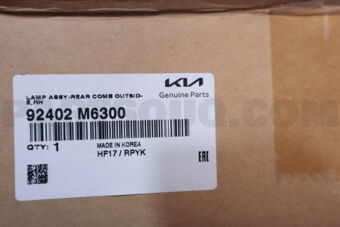 LAMP ASSY-REAR COMB OUTSID-
E,RH
KIA
Genuine Parts
92402 M6300
QTY: 1
MADE IN KOREA
HF17 / RPYK
EAC